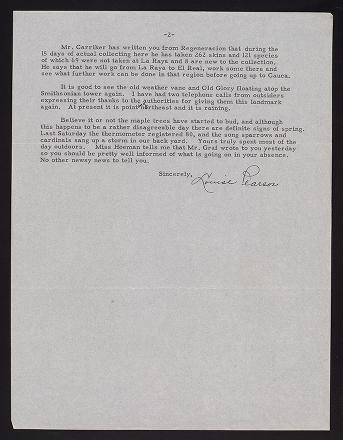 -2-
Mr. Carriker has written you from Regeneracion that during the
15 days of actual collecting here he has taken 262 skins and 121 species
of which 69 were not taken at La Raya and 8 are new to the collection.
He says that he will go from La Raya to El Real, work some there and
see what further work can be done in that region before going up to Cauca.
It is good to see the old weather vane and Old Glory floating atop the
Smithsonian tower again. I have had two telephone calls from outsiders
expressing their thanks to the authorities for giving them this landmark
again. At present it is pointing northeast and it is raining.
Believe it or not the maple trees have started to bud, and although
this happens to be a rather disagreeable day there are definite signs of spring.
Last Saturday the thermometer registered 80, and the song sparrows and
cardinals sang up a storm in our back yard. Yours truly spent most of the
day outdoors. Miss Hoeman tells me that Mr. Graf wrote to you yesterday
so you should be pretty well informed of what is going on in your absence.
No other newsy news to tell you.
Sincerely,
Louise Pearson